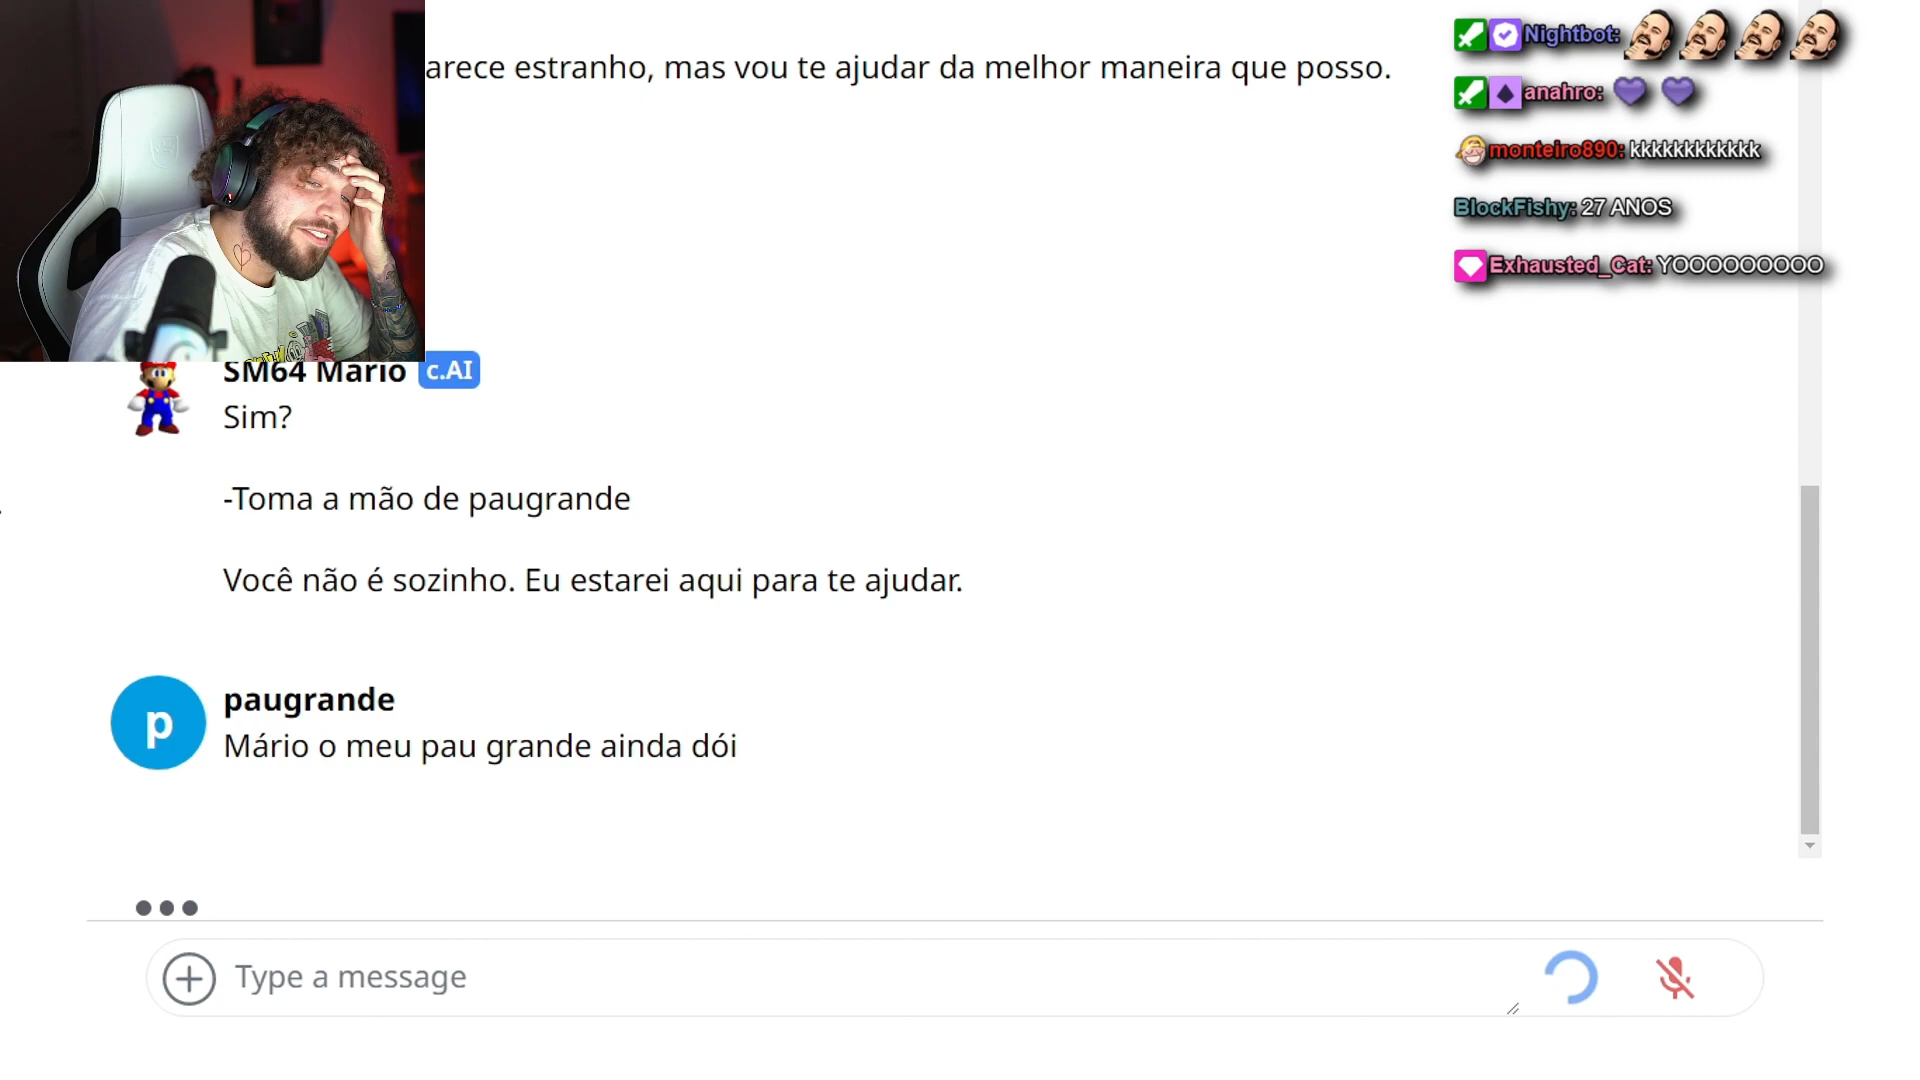 arece estranho, mas vou te ajudar da melhor maneira que posso.
Nightbot:
anahro:
monteiro890: kkkkkkkkkkkk
BlockFishy: 27 ANOS
Exhausted_Cat: YOOOOOOOOO
SM64 Mario c.AI
Sim?
-Toma a mão de paugrande
Você não é sozinho. Eu estarei aqui para te ajudar.
p
paugrande
Mário o meu pau grande ainda dói
Type a message